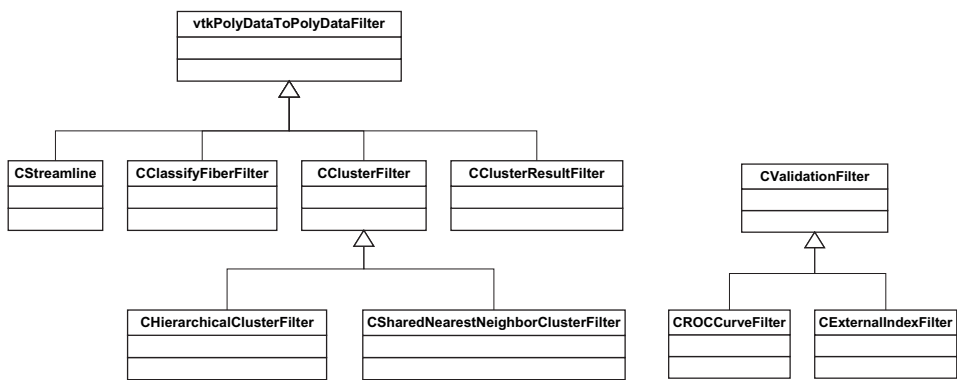 vtkPolyDataToPolyDataFilter
CStreamline
CClassifyFiberFilter
CClusterFilter
CClusterResultFilter
CValidationFilter
CHierarchicalClusterFilter
CSharedNearestNeighborClusterFilter
CROCCurveFilter
CExternalIndexFilter